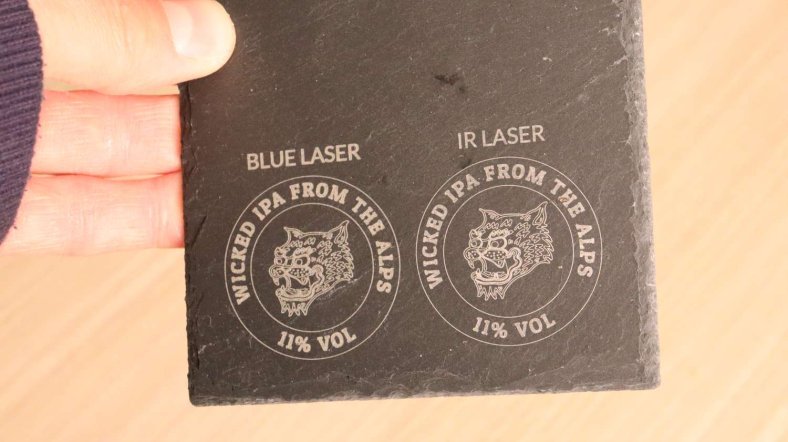 BLUE LASER
WICKED IPA FROM THE ALPS
11% VOL
IR LASER
WICKED IPA FROM THE ALPS
11% VOL